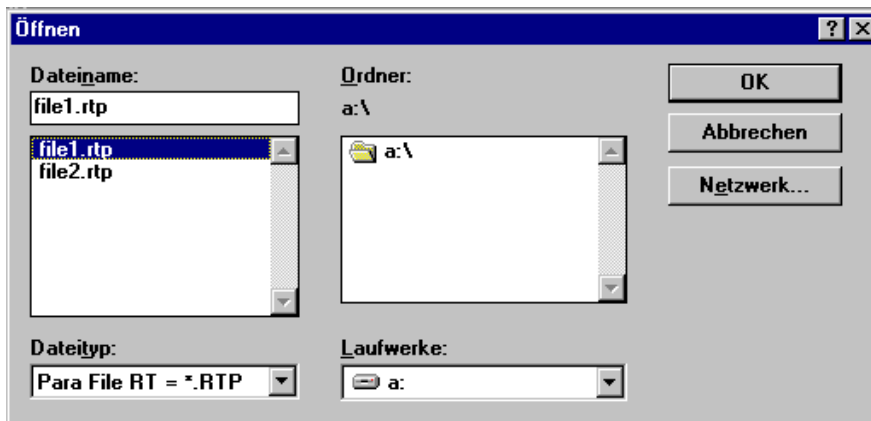 Öffnen
Dateiname:
file1.rtp
file1.rtp
file2.rtp
Dateityp:
Para File RT = *.RTP
Ordner:
a:\
a:\
Laufwerke:
a:
OK
Abbrechen
Netzwerk...